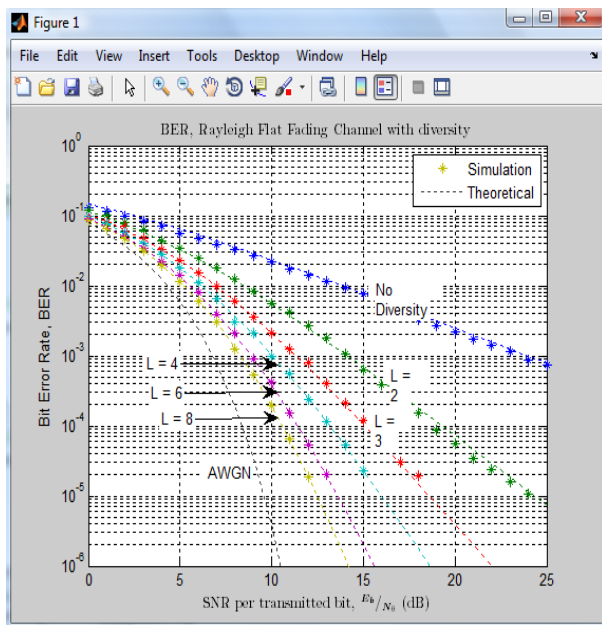 Figure 1
File Edit View Insert Tools Desktop Window Help
BER, Rayleigh Flat Fading Channel with diversity
10^0
10^-1
10^-2
10^-3
10^-4
10^-5
10^-6
Bit Error Rate, BER
Simulation
Theoretical
No
Diversity
L = 4
L = 6
L = 8
L =
2
L =
3
AWGN
0 5 10 15 20 25
SNR per transmitted bit, E_b/N_0 (dB)